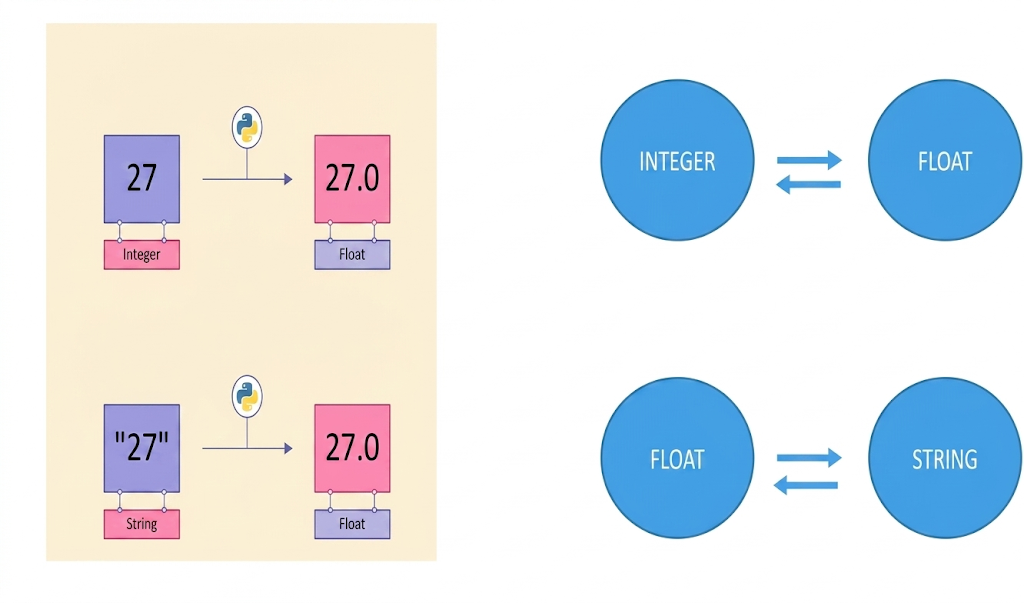 27
27.0
Integer
Float
"27"
27.0
String
Float
INTEGER
FLOAT
FLOAT
STRING